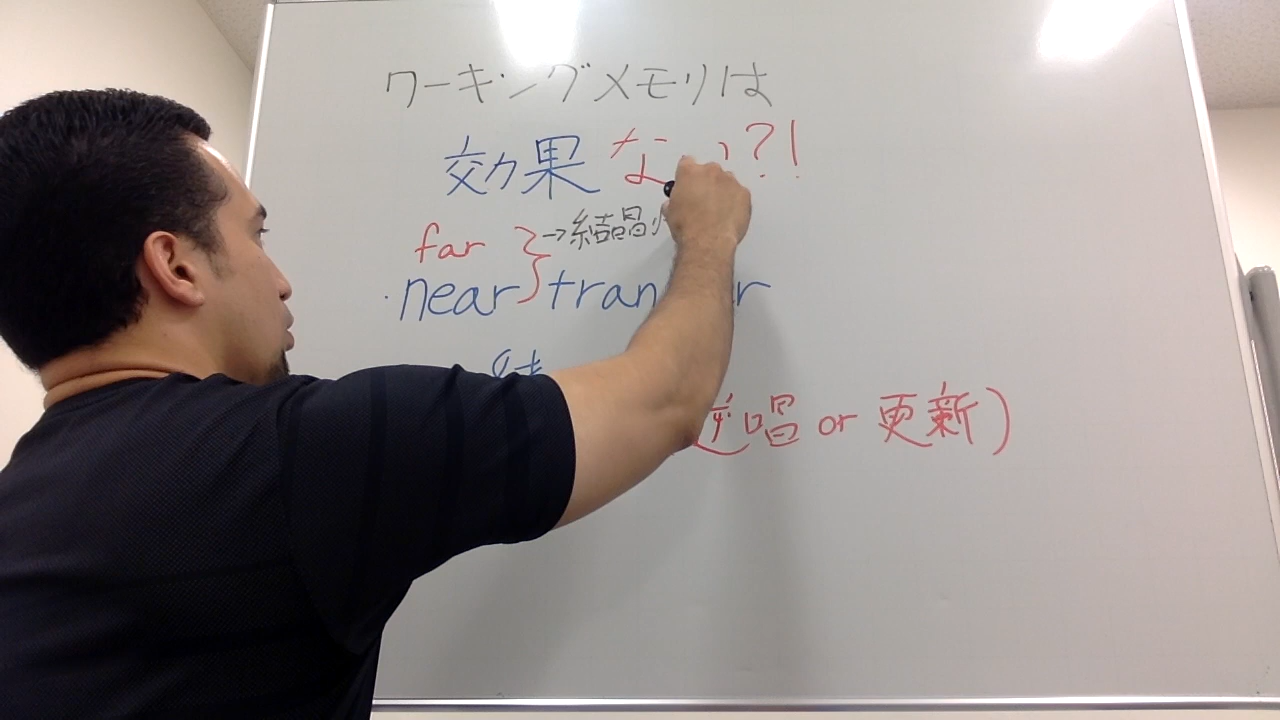 ワーキングメモリは
効果ない?!
far
→結晶
near
逆唱 or 更新)